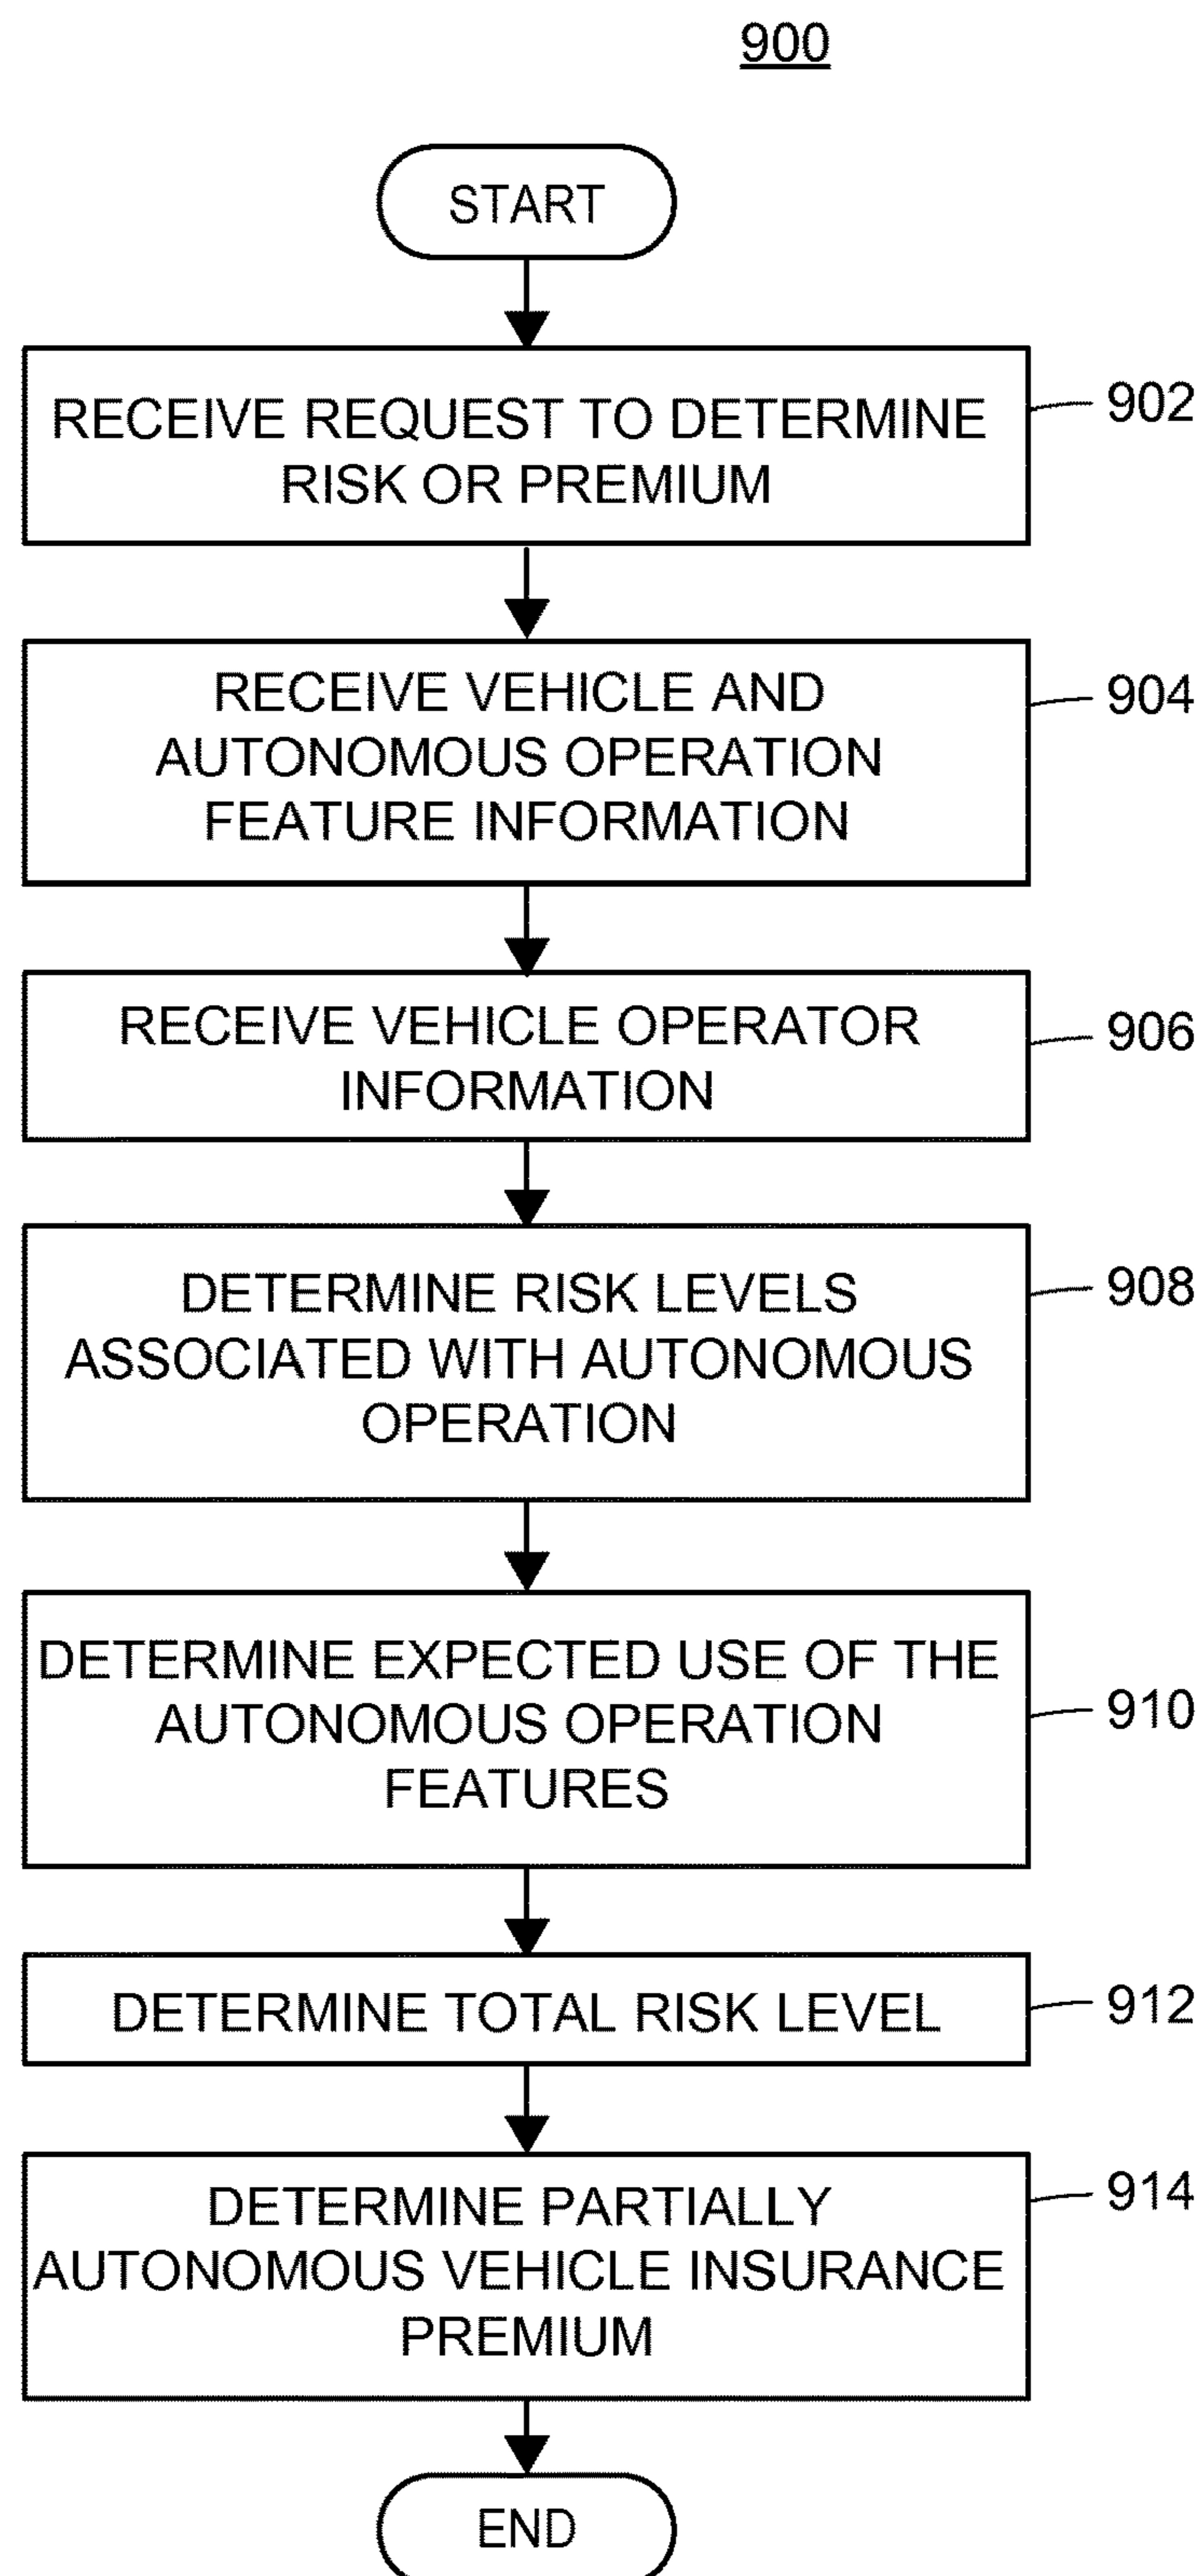 900
START
RECEIVE REQUEST TO DETERMINE
RISK OR PREMIUM
902
RECEIVE VEHICLE AND
AUTONOMOUS OPERATION
FEATURE INFORMATION
904
RECEIVE VEHICLE OPERATOR
INFORMATION
906
DETERMINE RISK LEVELS
ASSOCIATED WITH AUTONOMOUS
OPERATION
908
DETERMINE EXPECTED USE OF THE
AUTONOMOUS OPERATION
FEATURES
910
DETERMINE TOTAL RISK LEVEL
912
DETERMINE PARTIALLY
AUTONOMOUS VEHICLE INSURANCE
PREMIUM
914
END